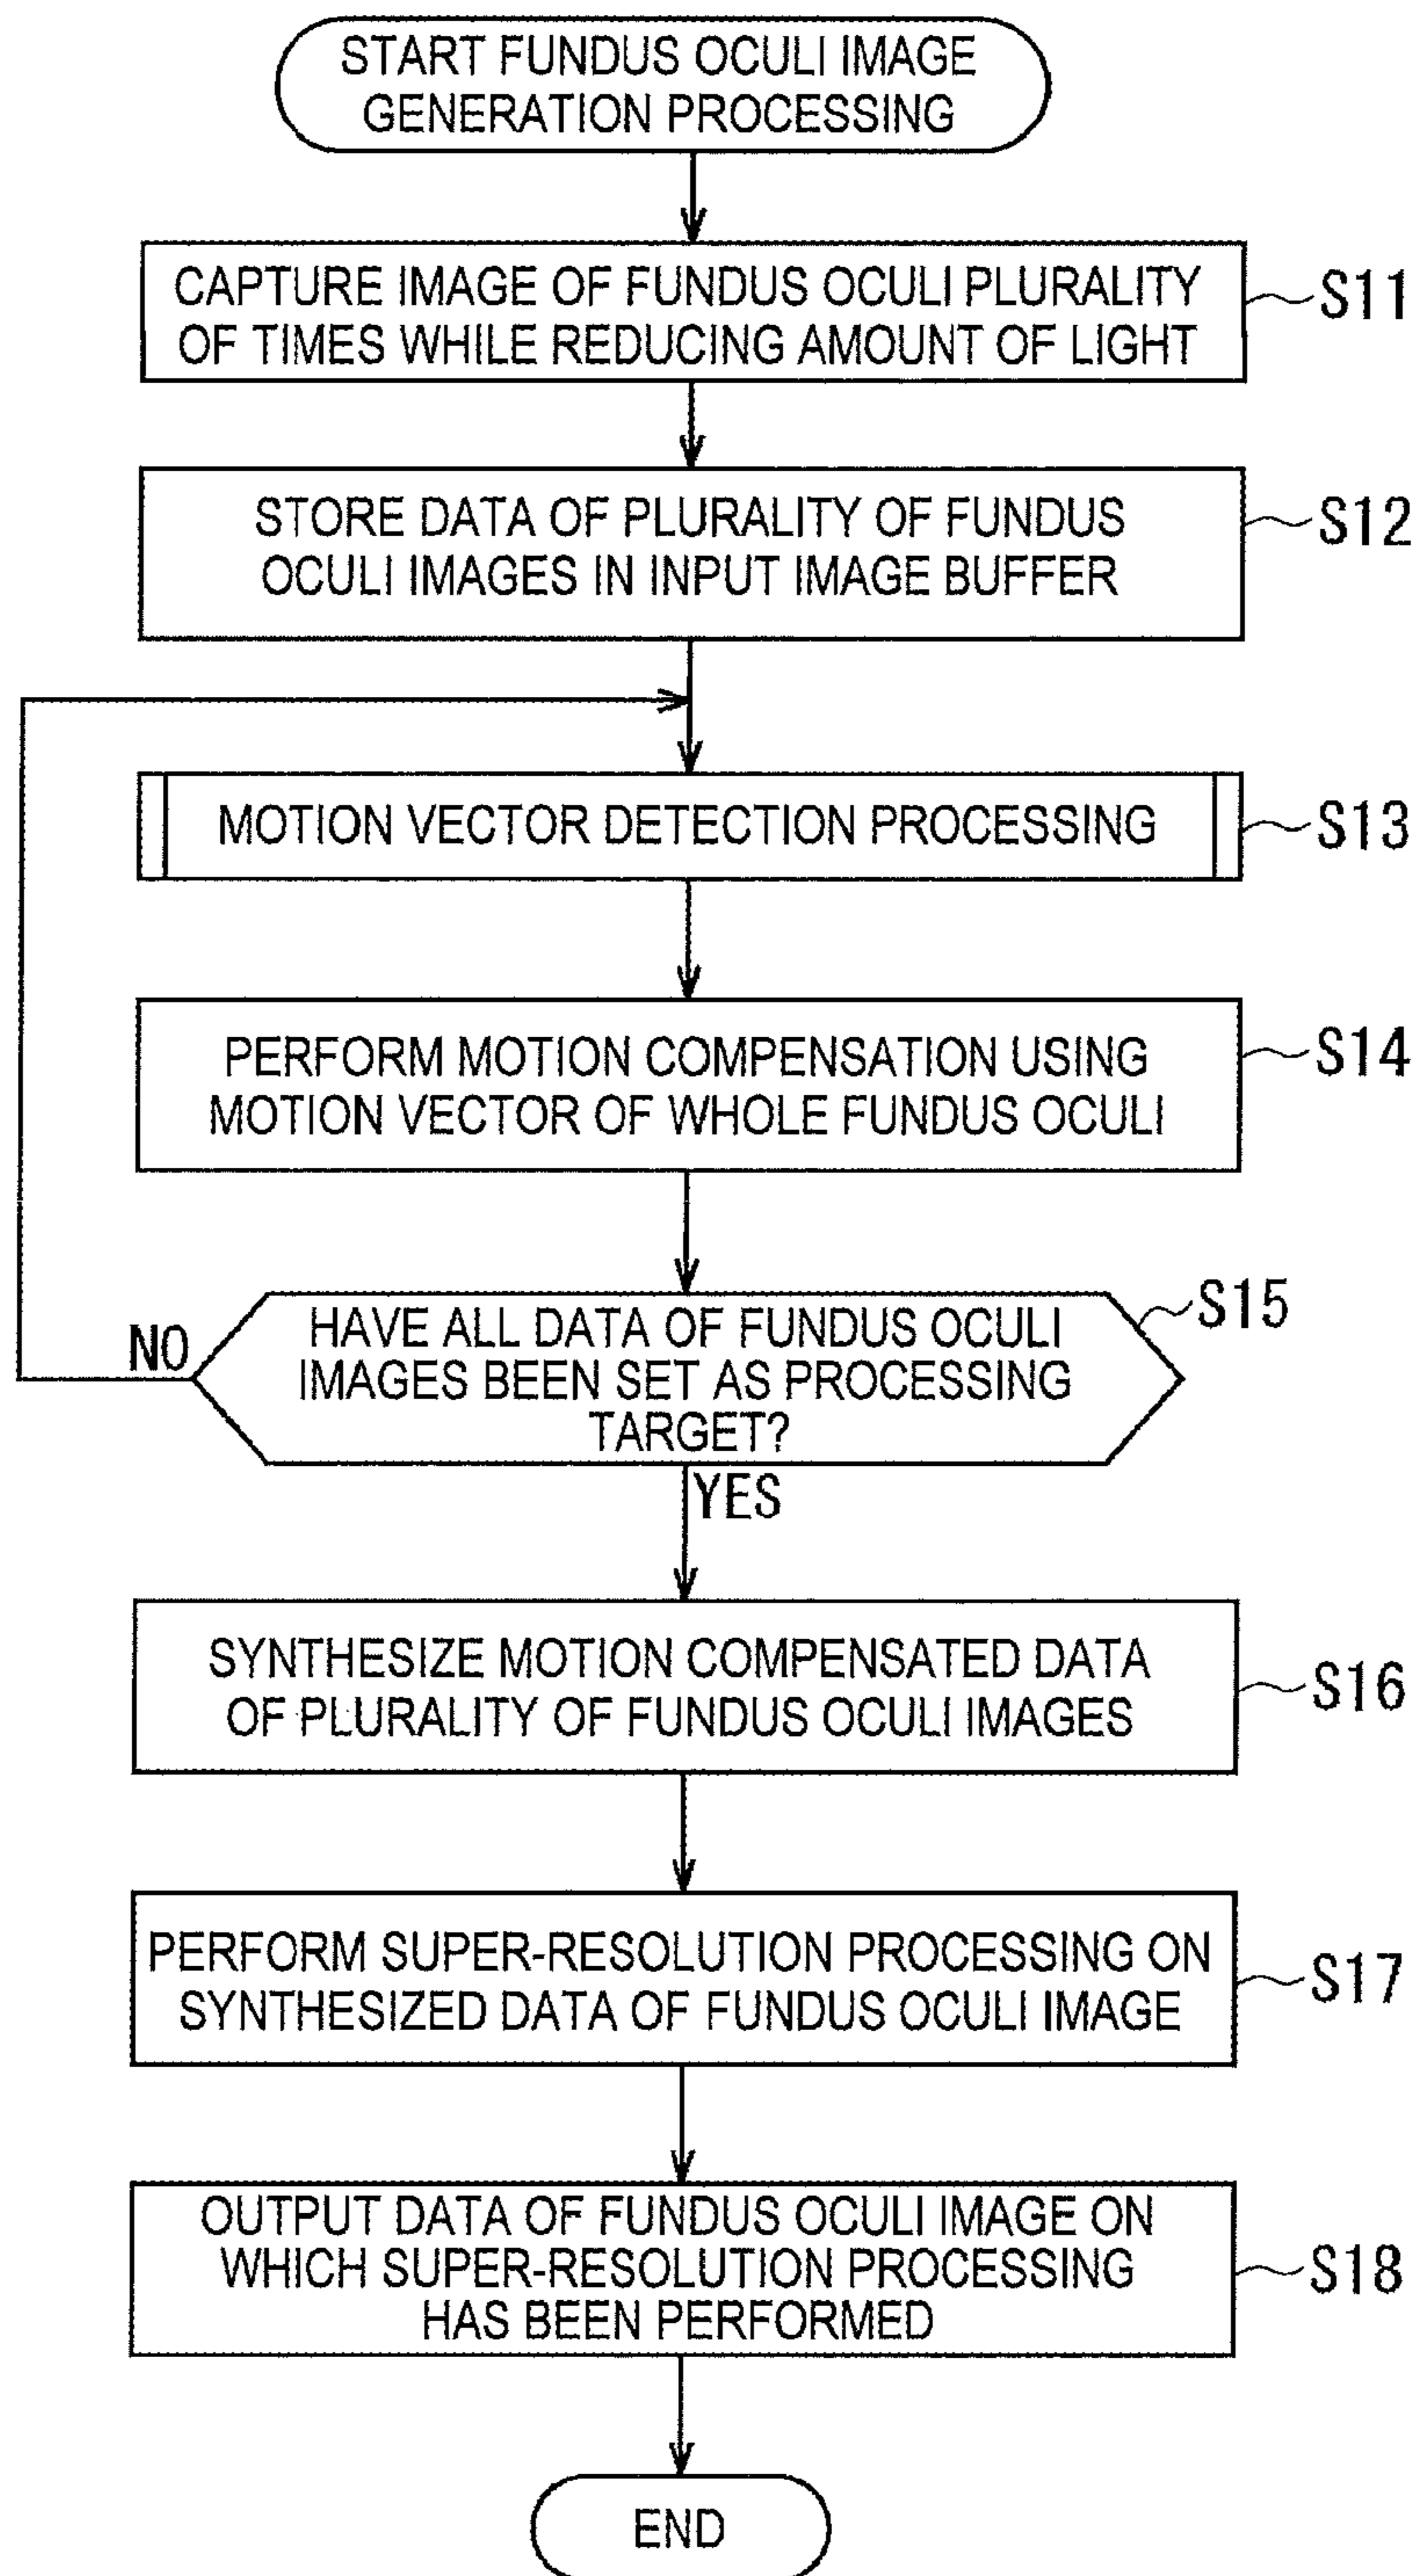 START FUNDUS OCULI IMAGE
GENERATION PROCESSING
CAPTURE IMAGE OF FUNDUS OCULI PLURALITY
OF TIMES WHILE REDUCING AMOUNT OF LIGHT
S11
STORE DATA OF PLURALITY OF FUNDUS
OCULI IMAGES IN INPUT IMAGE BUFFER
S12
MOTION VECTOR DETECTION PROCESSING
S13
PERFORM MOTION COMPENSATION USING
MOTION VECTOR OF WHOLE FUNDUS OCULI
S14
HAVE ALL DATA OF FUNDUS OCULI
IMAGES BEEN SET AS PROCESSING
TARGET?
S15
NO
YES
SYNTHESIZE MOTION COMPENSATED DATA
OF PLURALITY OF FUNDUS OCULI IMAGES
S16
PERFORM SUPER-RESOLUTION PROCESSING ON
SYNTHESIZED DATA OF FUNDUS OCULI IMAGE
S17
OUTPUT DATA OF FUNDUS OCULI IMAGE ON
WHICH SUPER-RESOLUTION PROCESSING
HAS BEEN PERFORMED
S18
END